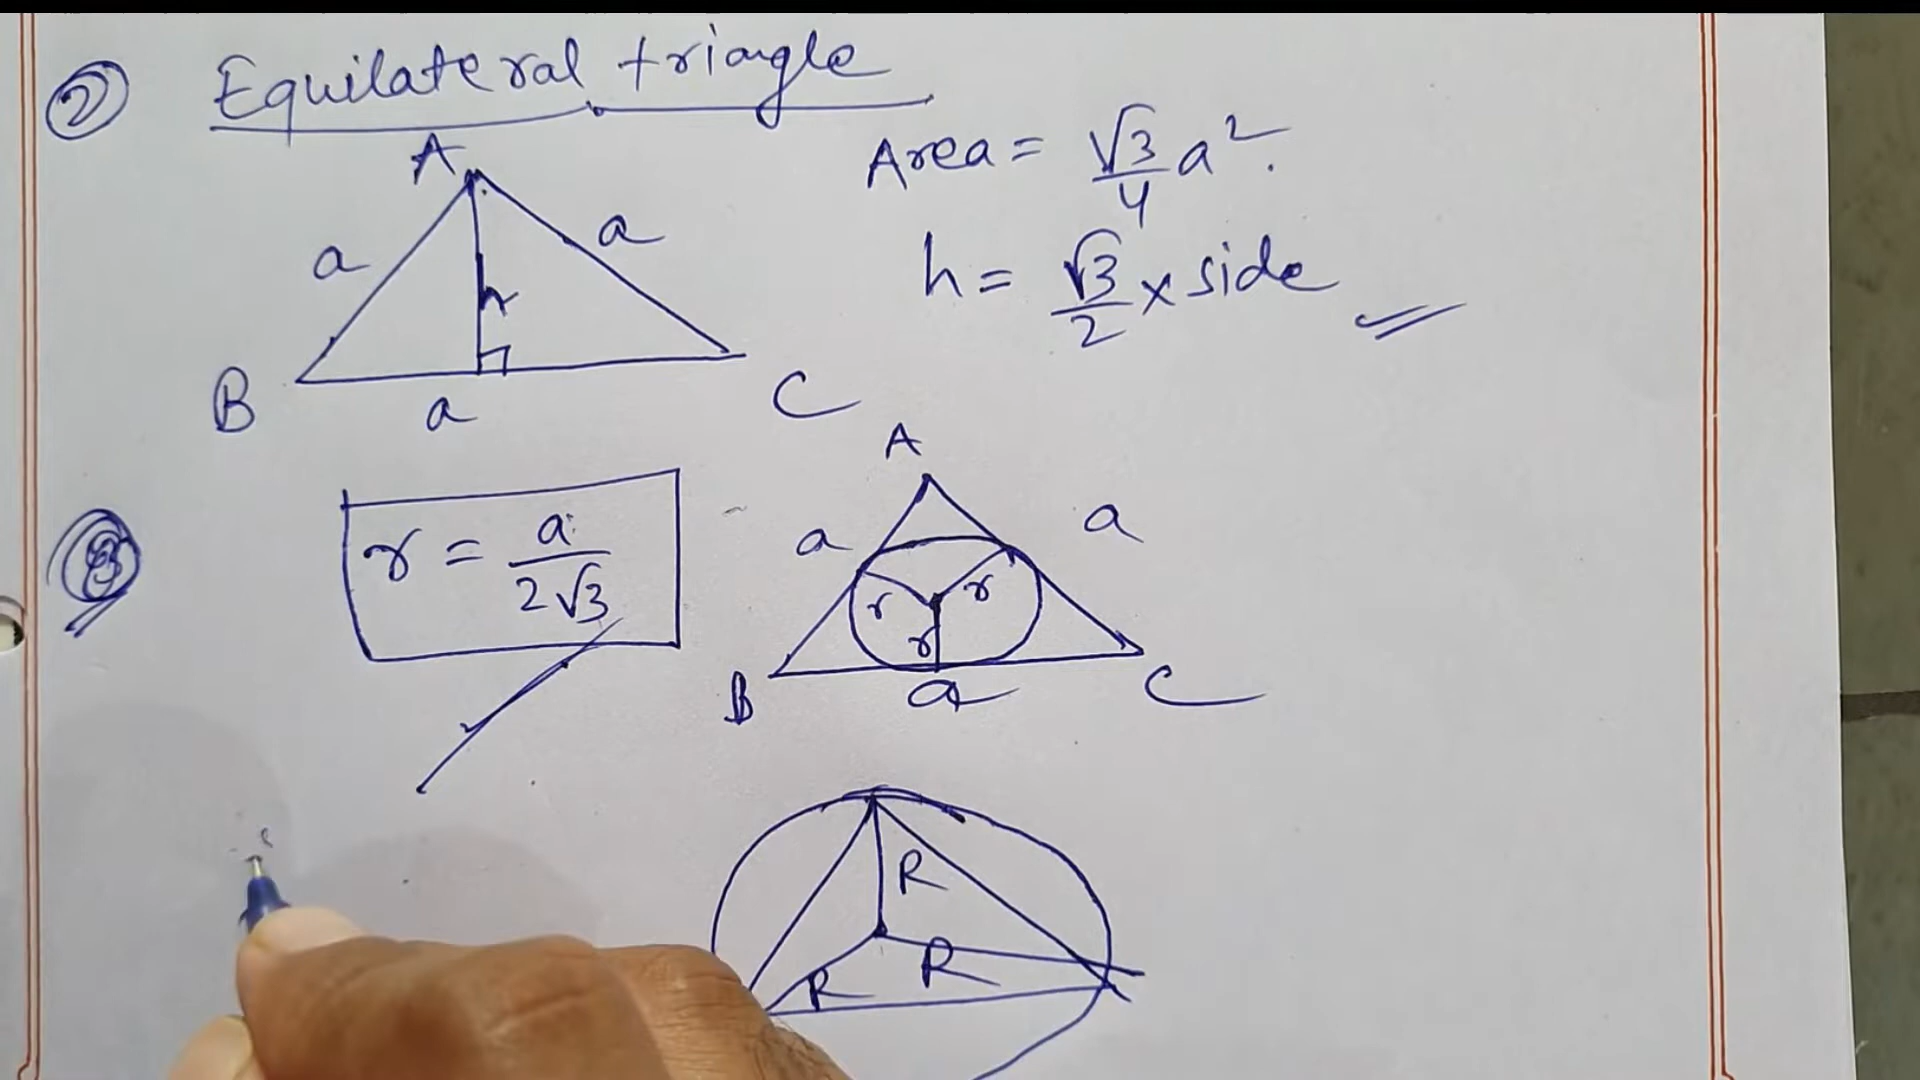 ② Equilateral triangle
Area = √3/4 a².
h = √3/2 × side
A
a a
h
B a C
③
r = a/2√3
A
a a
r r
r
B a C
R
R R